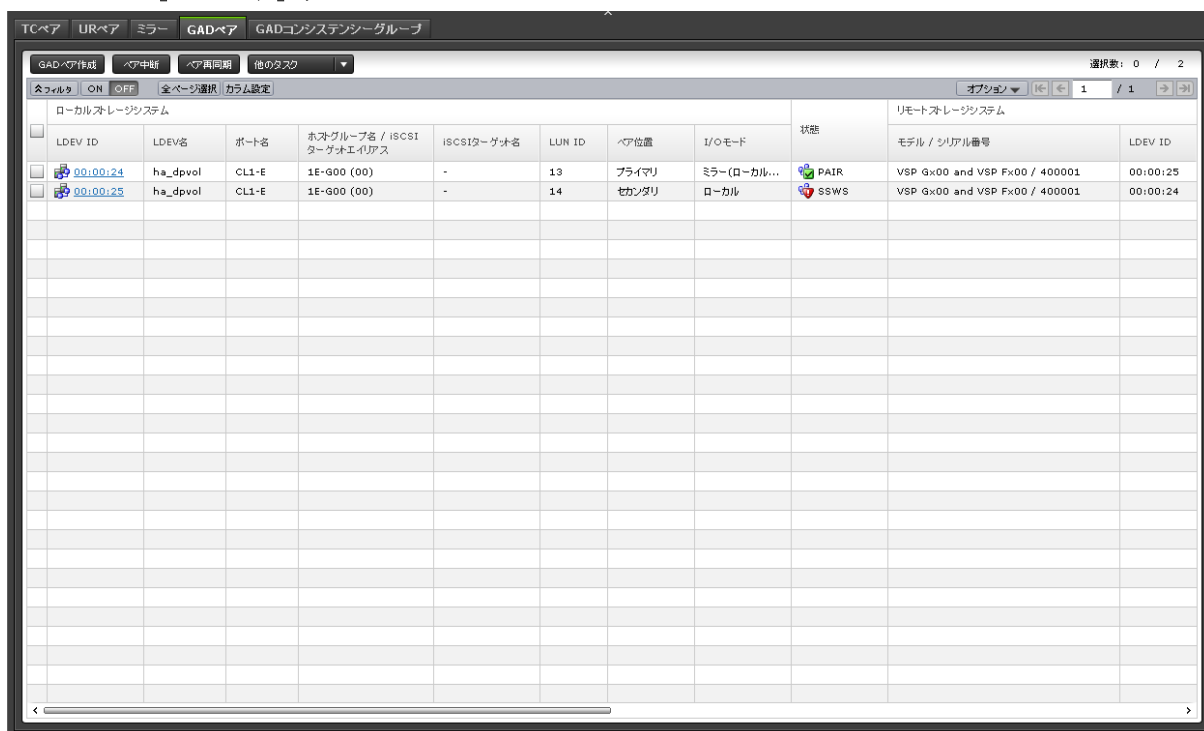 TCペア URペア ミラー GADペア GADコンシステンシーグループ
GADペア作成 ペア中断 ペア再同期 他のタスク 選択数: 0 / 2
フィルタ ON OFF 全ページ選択 カラム設定 オプション 1 / 1
ローカルストレージシステム 状態 リモートストレージシステム
LDEV ID LDEV名 ポート名 ホストグループ名 / iSCSIターゲットエイリアス iSCSIターゲット名 LUN ID ペア位置 I/Oモード モデル / シリアル番号 LDEV ID
00:00:24 ha_dpvol CL1-E 1E-G00 (00) - 13 プライマリ ミラー(ローカル... PAIR VSP Gx00 and VSP Fx00 / 400001 00:00:25
00:00:25 ha_dpvol CL1-E 1E-G00 (00) - 14 セカンダリ ローカル SSWS VSP Gx00 and VSP Fx00 / 400001 00:00:24